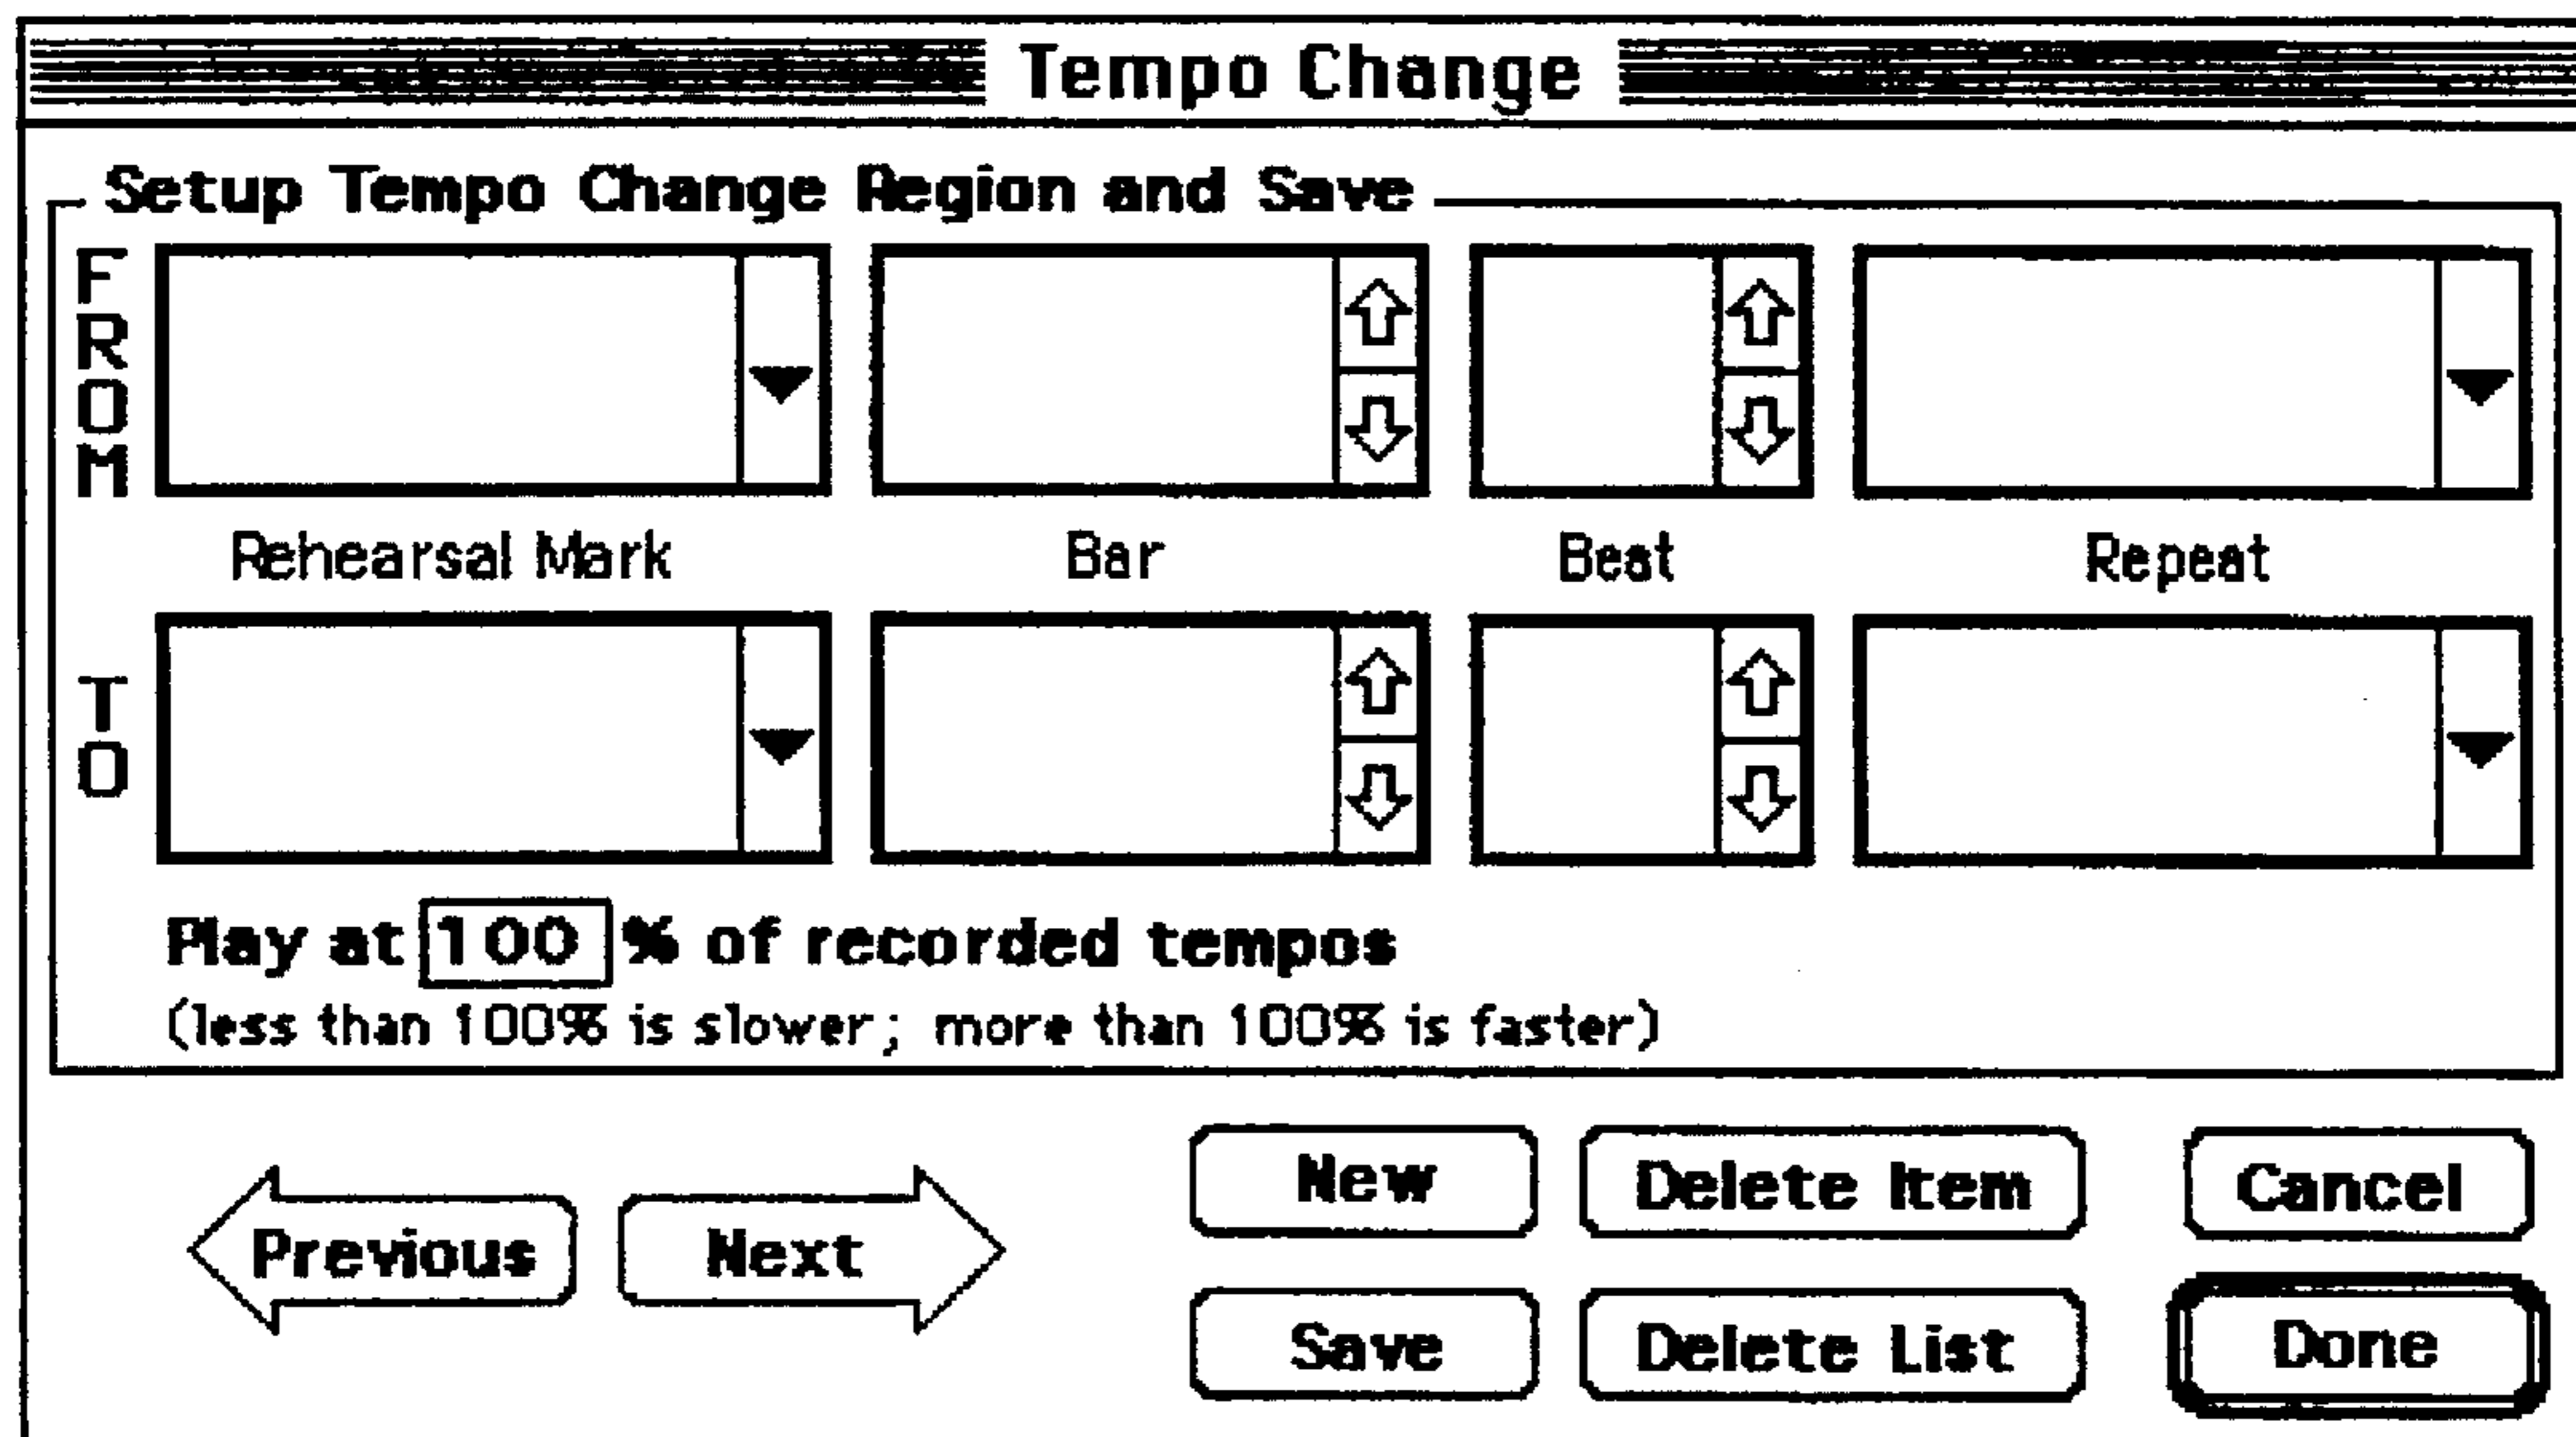 Tempo Change
Setup Tempo Change Region and Save
FROM
Rehearsal Mark Bar Beat Repeat
TO
Play at 100 % of recorded tempos
(less than 100% is slower; more than 100% is faster)
New Delete Item Cancel
Previous Next
Save Delete List Done